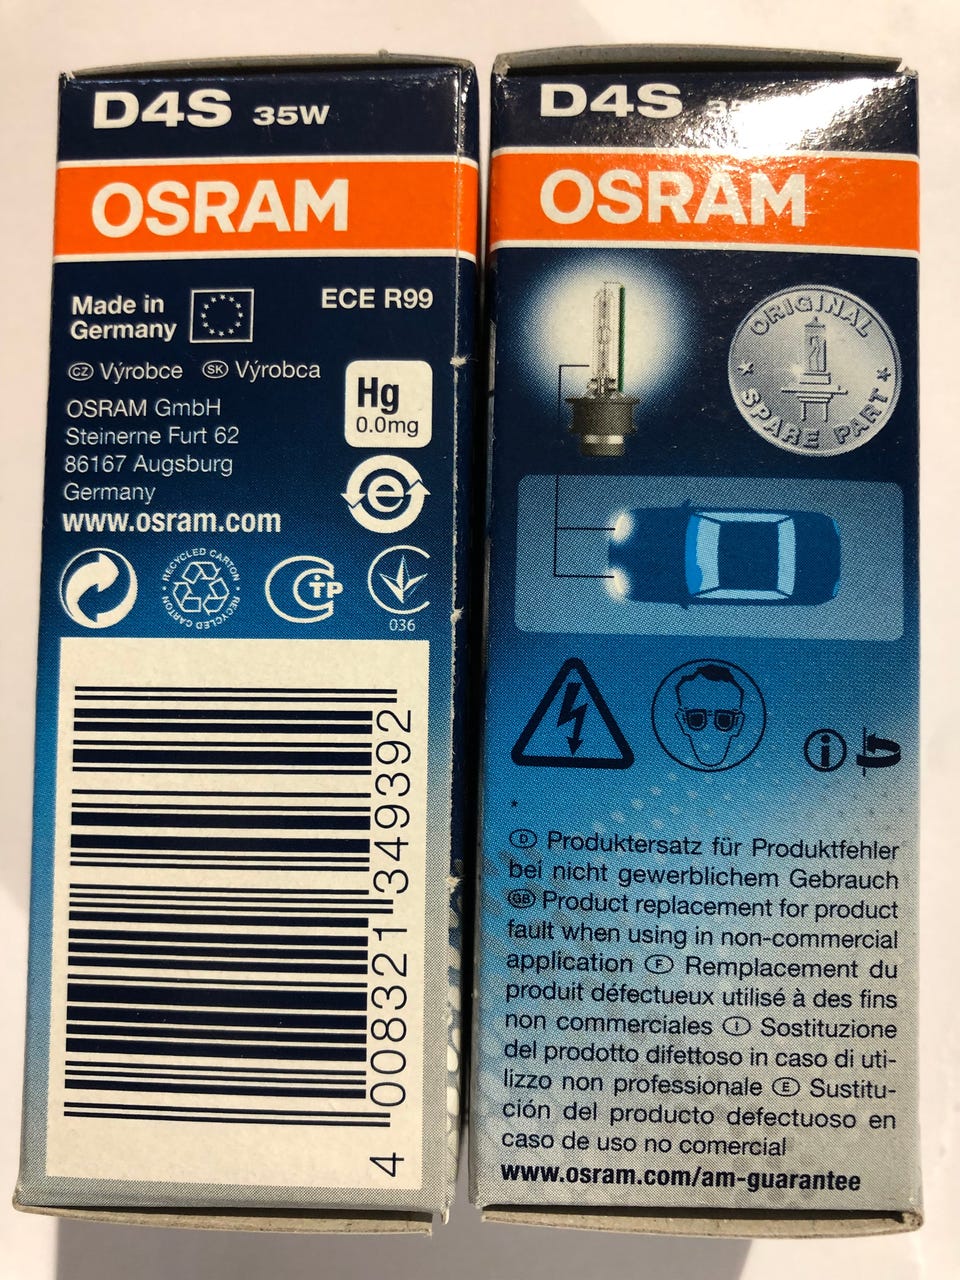 D4S 35W
OSRAM
Made in
Germany
ECE R99
CZ Výrobce SK Výrobca
OSRAM GmbH
Steinerne Furt 62
86167 Augsburg
Germany
www.osram.com
Hg
0.0mg
e
RECYCLED CARTON
RECYCLED CARTON
CTP
036
4 008321 349392
D4S
OSRAM
ORIGINAL
SPARE PART
i
*
D Produktersatz für Produktfehler
bei nicht gewerblichem Gebrauch
GB Product replacement for product
fault when using in non-commercial
application F Remplacement du
produit défectueux utilisé à des fins
non commerciales I Sostituzione
del prodotto difettoso in caso di uti-
lizzo non professionale E Sustitu-
ción del producto defectuoso en
caso de uso no comercial
www.osram.com/am-guarantee